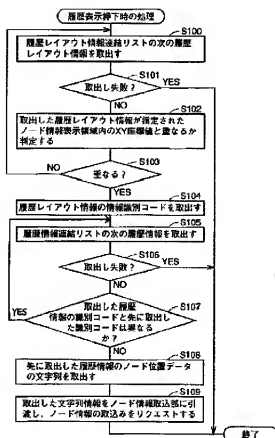 履歴表示押下時の処理
S100
履歴レイアウト情報連結リストの次の履歴
レイアウト情報を取出す
S101
取出し失敗?
YES
NO
S102
取出した履歴レイアウト情報が指定された
ノード情報表示領域内のXY座標値と重なるか
判定する
S103
NO
重なる?
YES
S104
履歴レイアウト情報の情報識別コードを取出す
S105
履歴情報連結リストの次の履歴情報を取出す
S106
取出し失敗?
YES
NO
S107
取出した履歴
情報の識別コードと先に取出
した識別コードは異なる
か?
YES
NO
S108
先に取出した履歴情報のノード位置データ
の文字列を取出す
S109
取出した文字列情報をノード情報取込部に引
渡し、ノード情報の取込みをリクエストする
終了